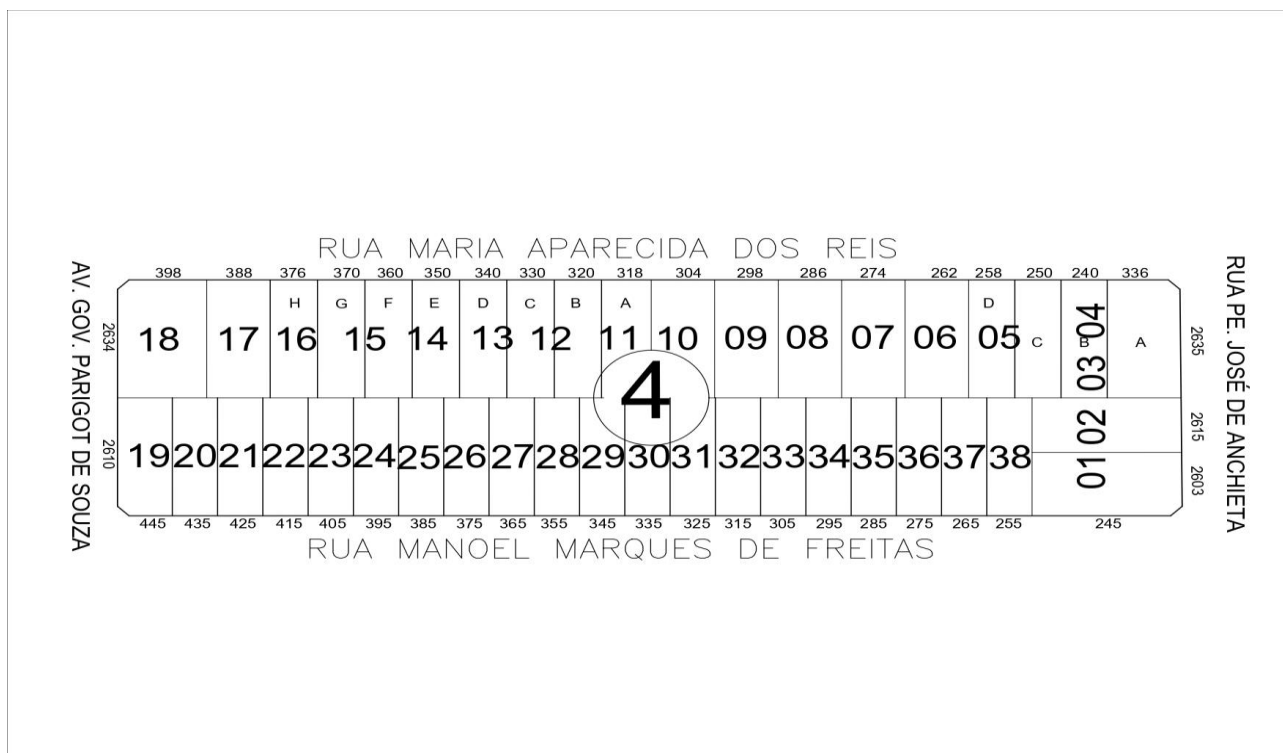 RUA MARIA APARECIDA DOS REIS
398 388 376 370 360 350 340 330 320 318 304 298 286 274 262 258 250 240 336
H G F E D C B A D
18 17 16 15 14 13 12 11 10 09 08 07 06 05 C B A
04
03
02
01
4
19 20 21 22 23 24 25 26 27 28 29 30 31 32 33 34 35 36 37 38
445 435 425 415 405 395 385 375 365 355 345 335 325 315 305 295 285 275 265 255 245
RUA MANOEL MARQUES DE FREITAS
AV. GOV. PARIGOT DE SOUZA
2634
2610
2635
2615
2603
RUA PE. JOSÉ DE ANCHIETA